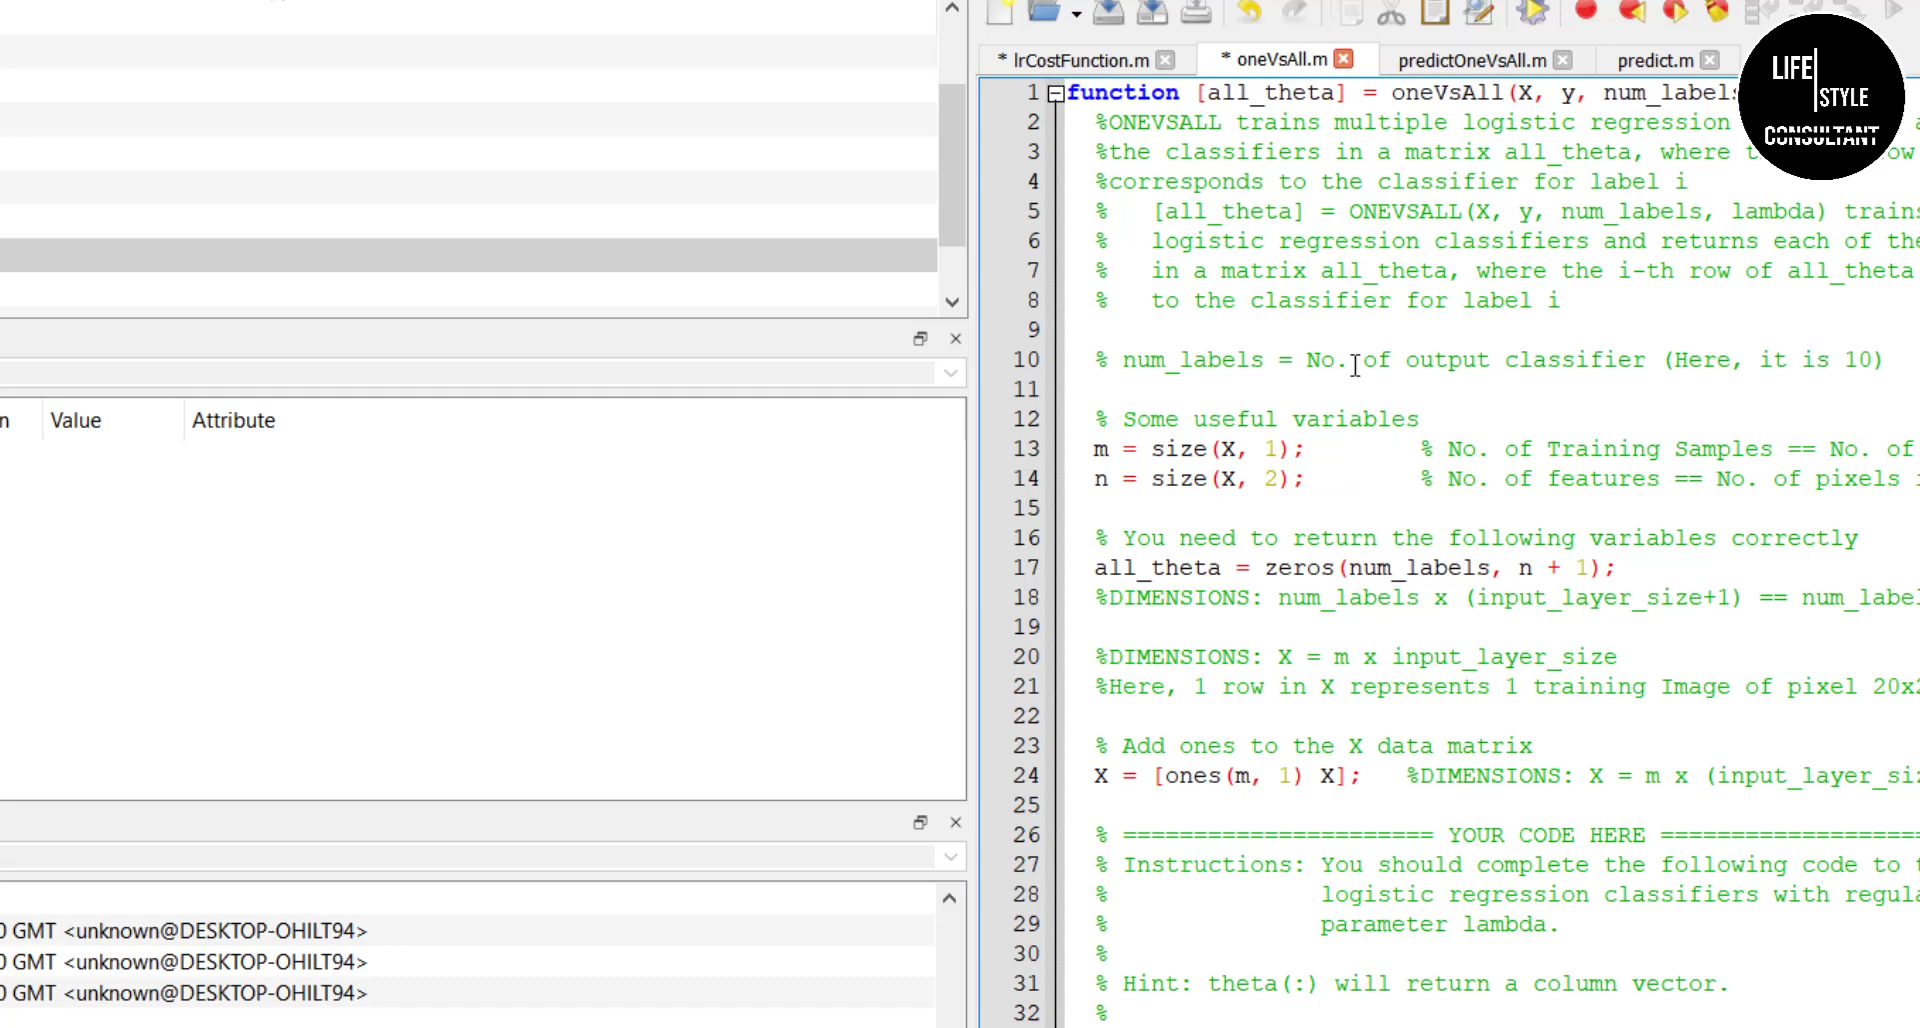 n Value Attribute
0 GMT <unknown@DESKTOP-OHILT94>
0 GMT <unknown@DESKTOP-OHILT94>
0 GMT <unknown@DESKTOP-OHILT94>
* lrCostFunction.m * oneVsAll.m predictOneVsAll.m predict.m
LIFE
STYLE
CONSULTANT
1 function [all_theta] = oneVsAll(X, y, num_labels
2 %ONEVSALL trains multiple logistic regression
3 %the classifiers in a matrix all_theta, where
4 %corresponds to the classifier for label i
5 % [all_theta] = ONEVSALL(X, y, num_labels, lambda) trains
6 % logistic regression classifiers and returns each of the
7 % in a matrix all_theta, where the i-th row of all_theta
8 % to the classifier for label i
9
10 % num_labels = No. of output classifier (Here, it is 10)
11
12 % Some useful variables
13 m = size(X, 1); % No. of Training Samples == No. of
14 n = size(X, 2); % No. of features == No. of pixels
15
16 % You need to return the following variables correctly
17 all_theta = zeros(num_labels, n + 1);
18 %DIMENSIONS: num_labels x (input_layer_size+1) == num_label
19
20 %DIMENSIONS: X = m x input_layer_size
21 %Here, 1 row in X represents 1 training Image of pixel 20x2
22
23 % Add ones to the X data matrix
24 X = [ones(m, 1) X]; %DIMENSIONS: X = m x (input_layer_siz
25
26 % ====================== YOUR CODE HERE ===================
27 % Instructions: You should complete the following code to t
28 % logistic regression classifiers with regula
29 % parameter lambda.
30 %
31 % Hint: theta(:) will return a column vector.
32 %